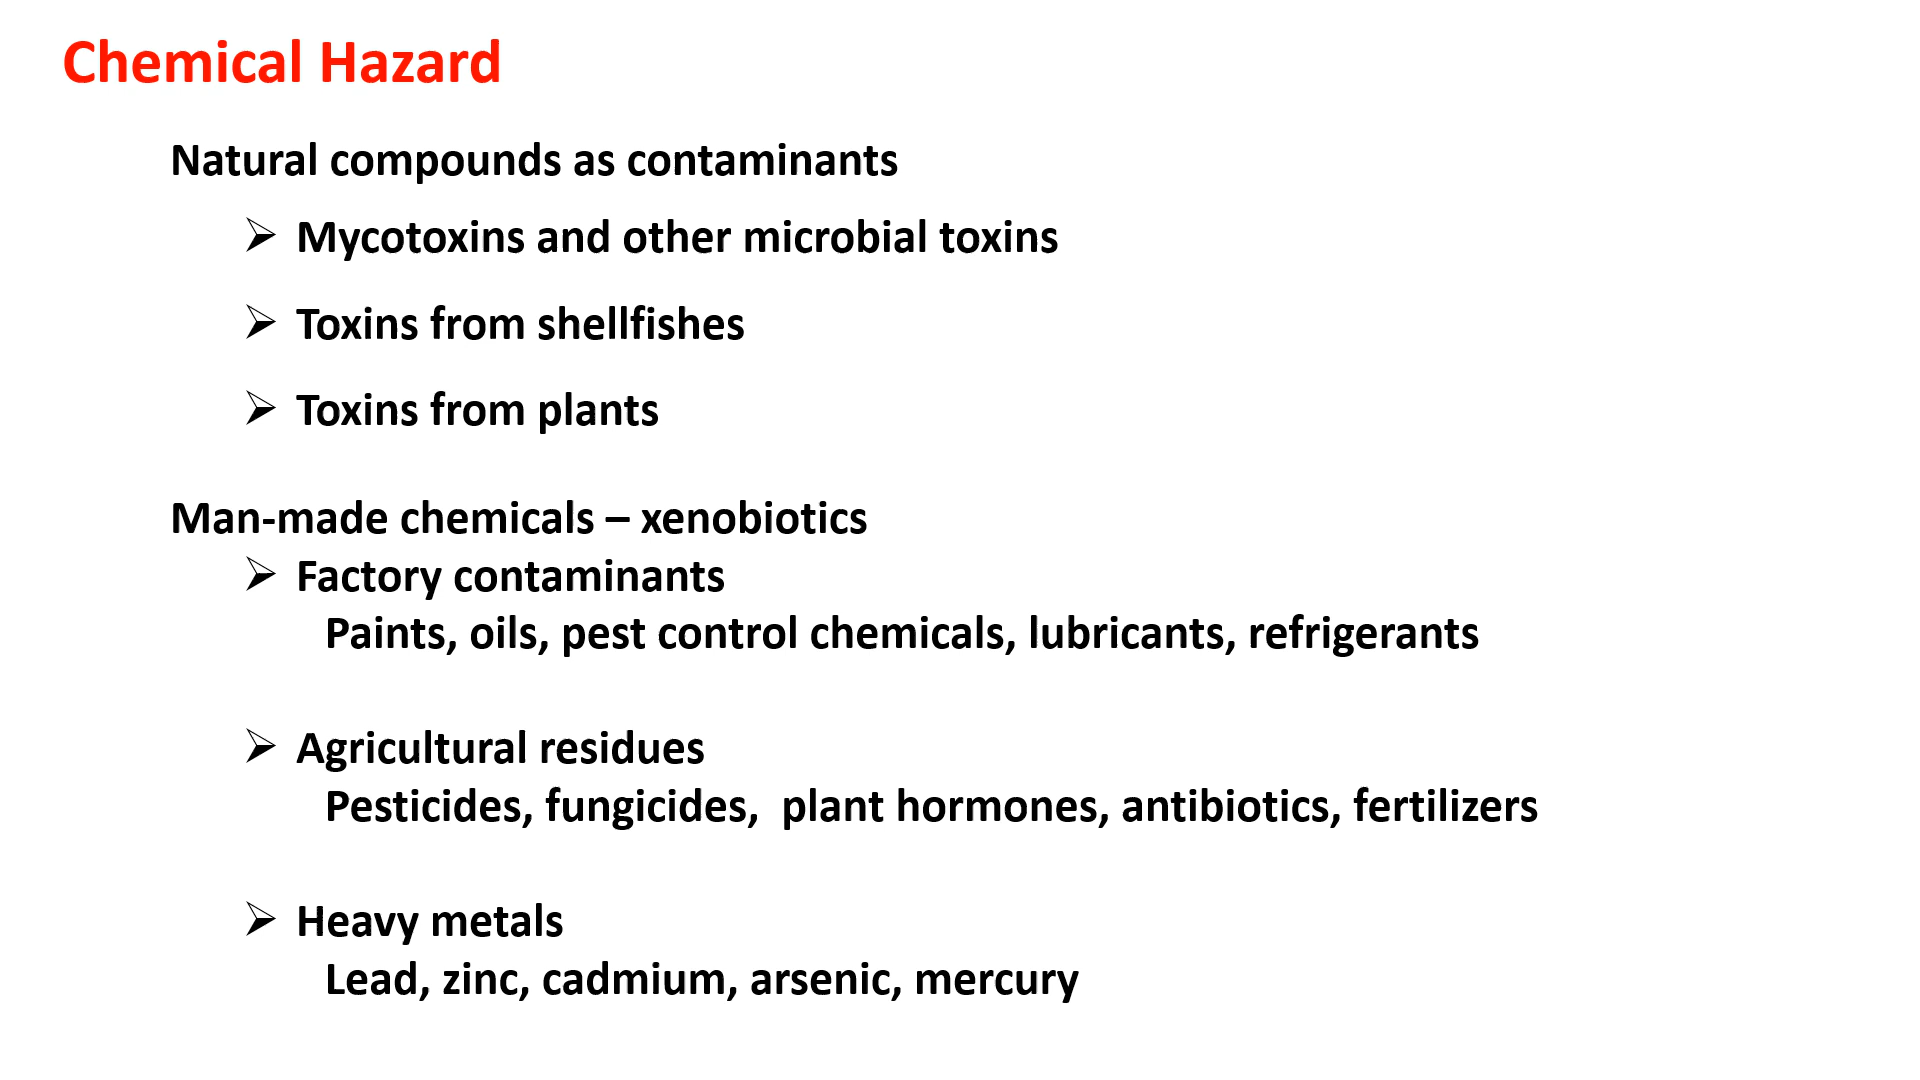 Chemical Hazard
Natural compounds as contaminants
➢ Mycotoxins and other microbial toxins
➢ Toxins from shellfishes
➢ Toxins from plants
Man-made chemicals – xenobiotics
➢ Factory contaminants
Paints, oils, pest control chemicals, lubricants, refrigerants
➢ Agricultural residues
Pesticides, fungicides,  plant hormones, antibiotics, fertilizers
➢ Heavy metals
Lead, zinc, cadmium, arsenic, mercury